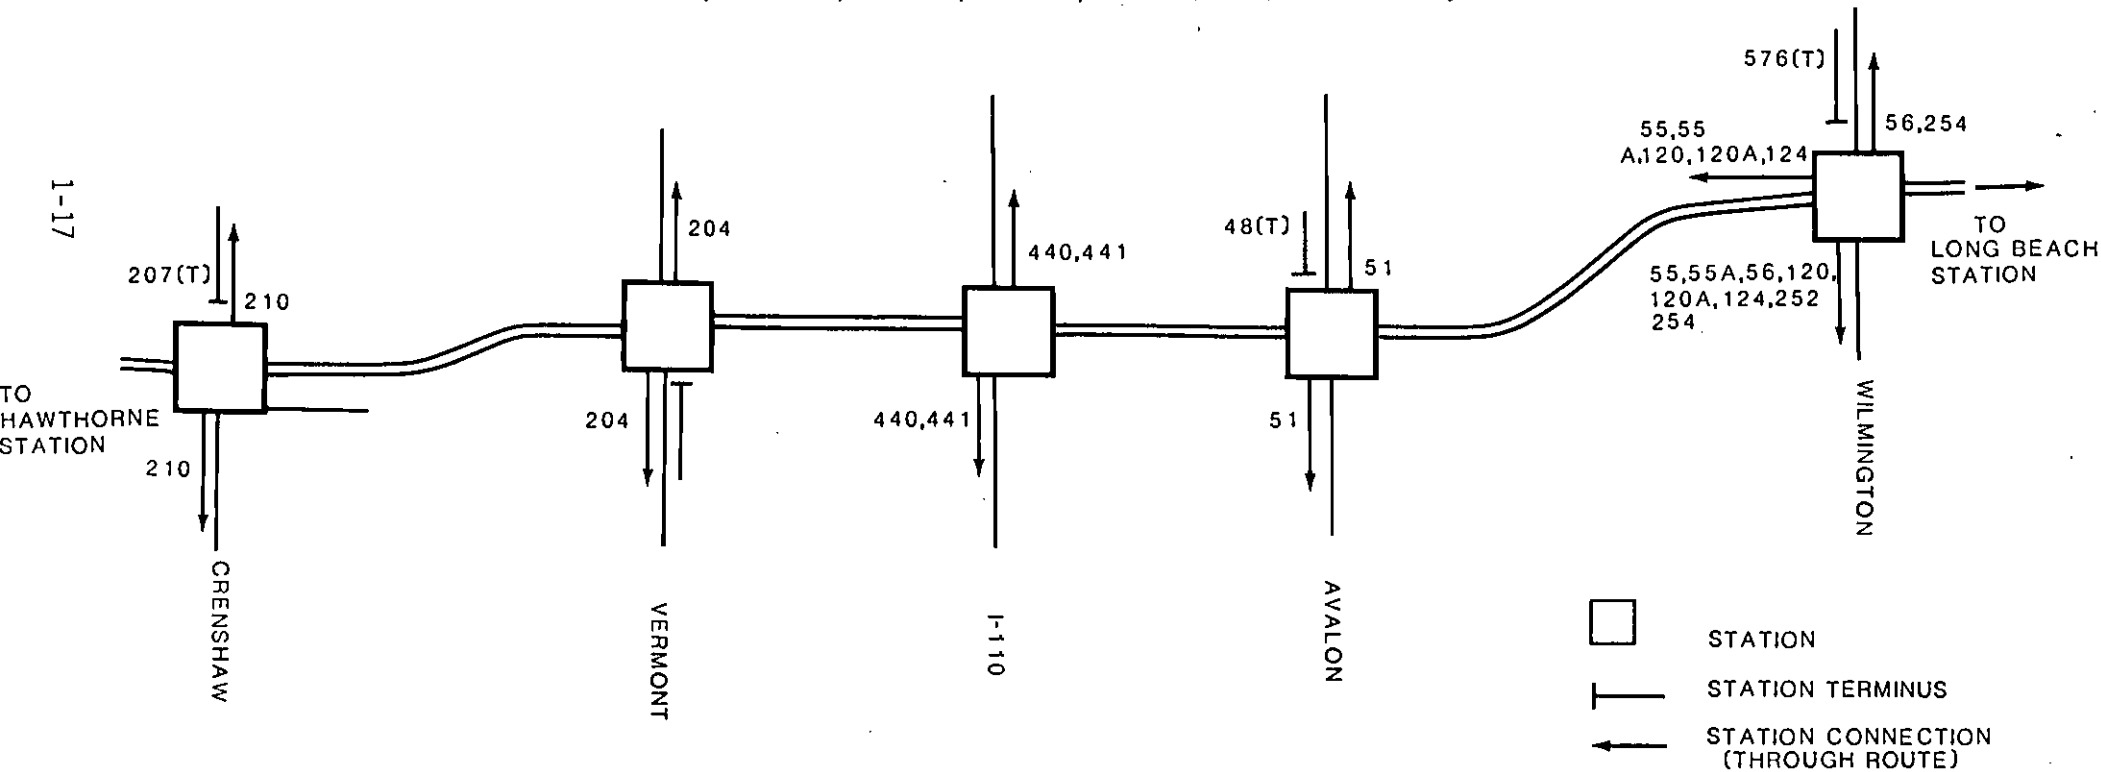 1-17
207(T)
210
TO
HAWTHORNE
STATION
210
CRENSHAW
204
204
VERMONT
440,441
440,441
I-110
48(T)
51
51
AVALON
576(T)
56,254
55,55
A,120,120A,124
55,55A,56,120,
120A,124,252
254
TO
LONG BEACH
STATION
WILMINGTON
STATION
STATION TERMINUS
STATION CONNECTION
(THROUGH ROUTE)